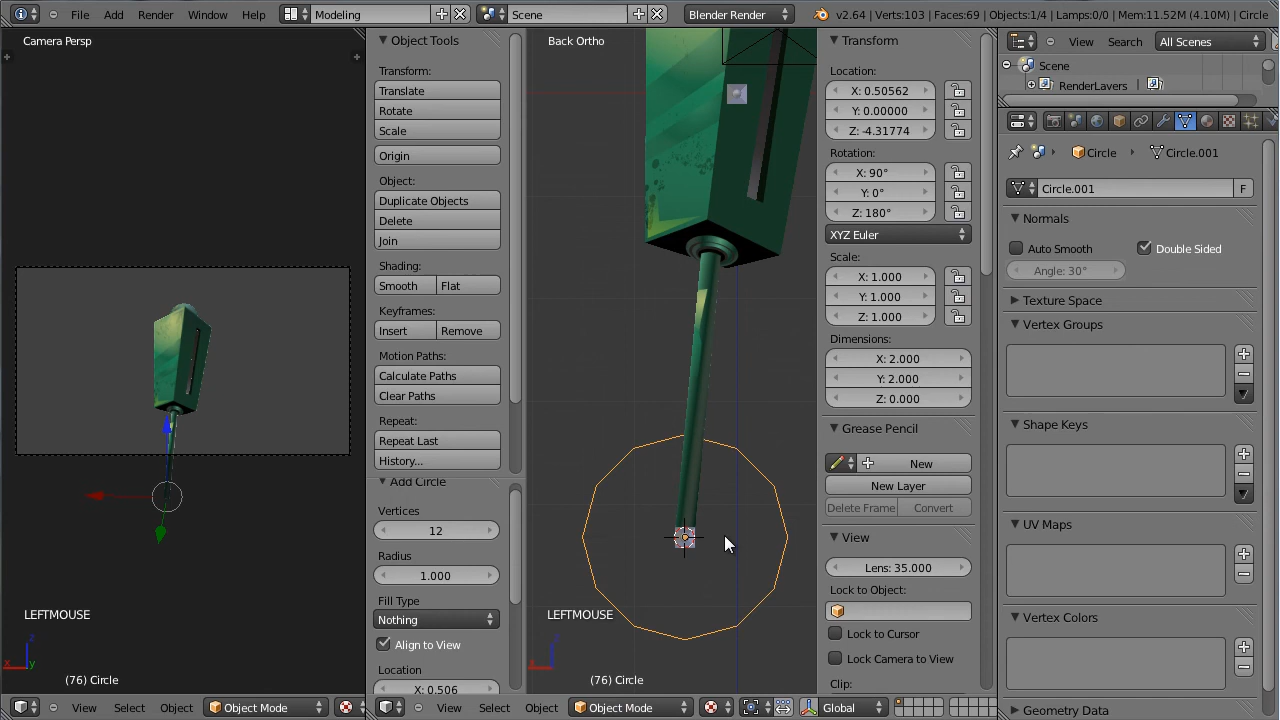 File Add Render Window Help Modeling Scene Blender Render v2.64 | Verts:103 | Faces:69 | Objects:1/4 | Lamps:0/0 | Mem:11.52M (4.10M) | Circle
Camera Persp
LEFTMOUSE
z
x y
(76) Circle
View Select Object Object Mode
Object Tools
Transform:
Translate
Rotate
Scale
Origin
Object:
Duplicate Objects
Delete
Join
Shading:
Smooth Flat
Keyframes:
Insert Remove
Motion Paths:
Calculate Paths
Clear Paths
Repeat:
Repeat Last
History...
Add Circle
Vertices
12
Radius
1.000
Fill Type
Nothing
Align to View
Location
X: 0.506
Back Ortho
LEFTMOUSE
z
x
(76) Circle
View Select Object Object Mode Global
Transform
Location:
X: 0.50562
Y: 0.00000
Z: -4.31774
Rotation:
X: 90°
Y: 0°
Z: 180°
XYZ Euler
Scale:
X: 1.000
Y: 1.000
Z: 1.000
Dimensions:
X: 2.000
Y: 2.000
Z: 0.000
Grease Pencil
New
New Layer
Delete Frame Convert
View
Lens: 35.000
Lock to Object:
Lock to Cursor
Lock Camera to View
Clip:
View Search All Scenes
Scene
RenderLayers
Circle Circle.001
Circle.001 F
Normals
Auto Smooth Double Sided
Angle: 30°
Texture Space
Vertex Groups
Shape Keys
UV Maps
Vertex Colors
Geometry Data